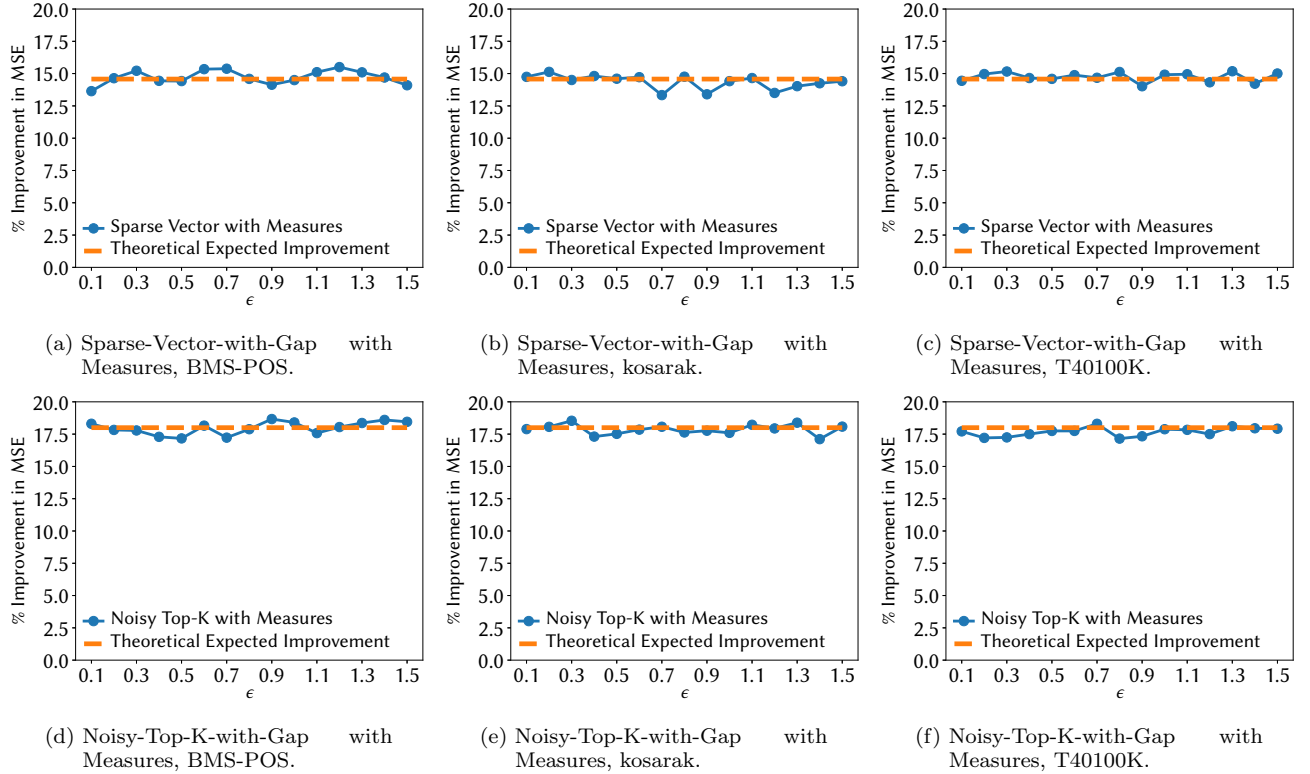 20.0
17.5
15.0
12.5
10.0
7.5
5.0
2.5
0.0
% Improvement in MSE
Sparse Vector with Measures
Theoretical Expected Improvement
0.1 0.3 0.5 0.7 0.9 1.1 1.3 1.5
ϵ
(a) Sparse-Vector-with-Gap with
Measures, BMS-POS.
20.0
17.5
15.0
12.5
10.0
7.5
5.0
2.5
0.0
% Improvement in MSE
Sparse Vector with Measures
Theoretical Expected Improvement
0.1 0.3 0.5 0.7 0.9 1.1 1.3 1.5
ϵ
(b) Sparse-Vector-with-Gap with
Measures, kosarak.
20.0
17.5
15.0
12.5
10.0
7.5
5.0
2.5
0.0
% Improvement in MSE
Sparse Vector with Measures
Theoretical Expected Improvement
0.1 0.3 0.5 0.7 0.9 1.1 1.3 1.5
ϵ
(c) Sparse-Vector-with-Gap with
Measures, T40100K.
20.0
17.5
15.0
12.5
10.0
7.5
5.0
2.5
0.0
% Improvement in MSE
Noisy Top-K with Measures
Theoretical Expected Improvement
0.1 0.3 0.5 0.7 0.9 1.1 1.3 1.5
ϵ
(d) Noisy-Top-K-with-Gap with
Measures, BMS-POS.
20.0
17.5
15.0
12.5
10.0
7.5
5.0
2.5
0.0
% Improvement in MSE
Noisy Top-K with Measures
Theoretical Expected Improvement
0.1 0.3 0.5 0.7 0.9 1.1 1.3 1.5
ϵ
(e) Noisy-Top-K-with-Gap with
Measures, kosarak.
20.0
17.5
15.0
12.5
10.0
7.5
5.0
2.5
0.0
% Improvement in MSE
Noisy Top-K with Measures
Theoretical Expected Improvement
0.1 0.3 0.5 0.7 0.9 1.1 1.3 1.5
ϵ
(f) Noisy-Top-K-with-Gap with
Measures, T40100K.